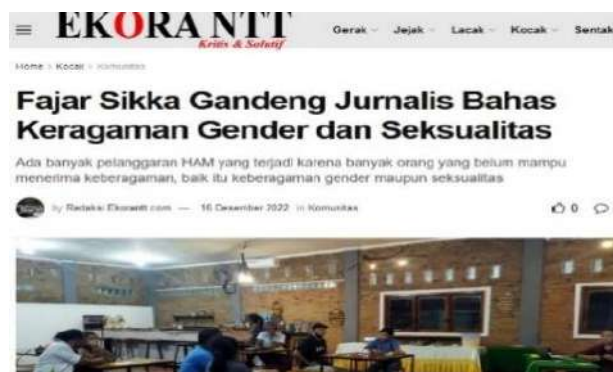 EKORA NTT
Kritis & Solutif
Gerak Jejak Lacak Kocak Sentak
Home > Kocak > Komunitas
Fajar Sikka Gandeng Jurnalis Bahas
Keragaman Gender dan Seksualitas
Ada banyak pelanggaran HAM yang terjadi karena banyak orang yang belum mampu
menerima keberagaman, baik itu keberagaman gender maupun seksualitas
by Redaksi Ekorantt.com — 16 Desember 2022 in Komunitas
0